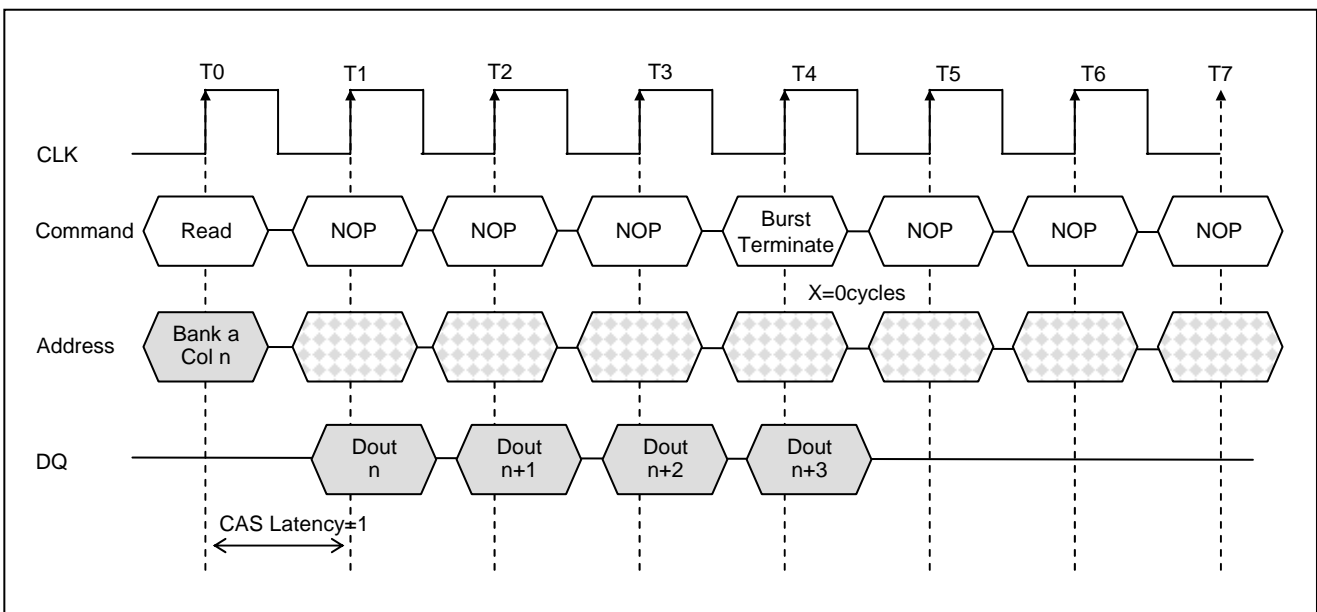 T0 T1 T2 T3 T4 T5 T6 T7
CLK
Command Read NOP NOP NOP Burst Terminate NOP NOP NOP
X=0cycles
Address Bank a Col n
DQ Dout n Dout n+1 Dout n+2 Dout n+3
CAS Latency=1